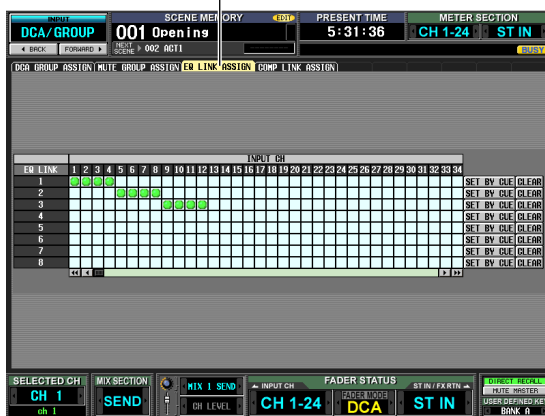 INPUT
DCA/GROUP
BACK
FORWARD
SCENE MEMORY
EDIT
001 Opening
NEXT SCENE 002 ACT1
PRESENT TIME
5:31:36
METER SECTION
CH 1-24
ST IN
BUSY
DCA GROUP ASSIGN MUTE GROUP ASSIGN EQ LINK ASSIGN COMP LINK ASSIGN
INPUT CH
EQ LINK 1 2 3 4 5 6 7 8 9 10 11 12 13 14 15 16 17 18 19 20 21 22 23 24 25 26 27 28 29 30 31 32 33 34
1 SET BY CUE CLEAR
2 SET BY CUE CLEAR
3 SET BY CUE CLEAR
4 SET BY CUE CLEAR
5 SET BY CUE CLEAR
6 SET BY CUE CLEAR
7 SET BY CUE CLEAR
8 SET BY CUE CLEAR
SELECTED CH
CH 1
ch 1
MIX SECTION
SEND
MIX 1 SEND
CH LEVEL
FADER STATUS
INPUT CH
CH 1-24
FADER MODE
DCA
ST IN / FX RTN
ST IN
DIRECT RECALL
MUTE MASTER
USER DEFINED KEY
BANK A